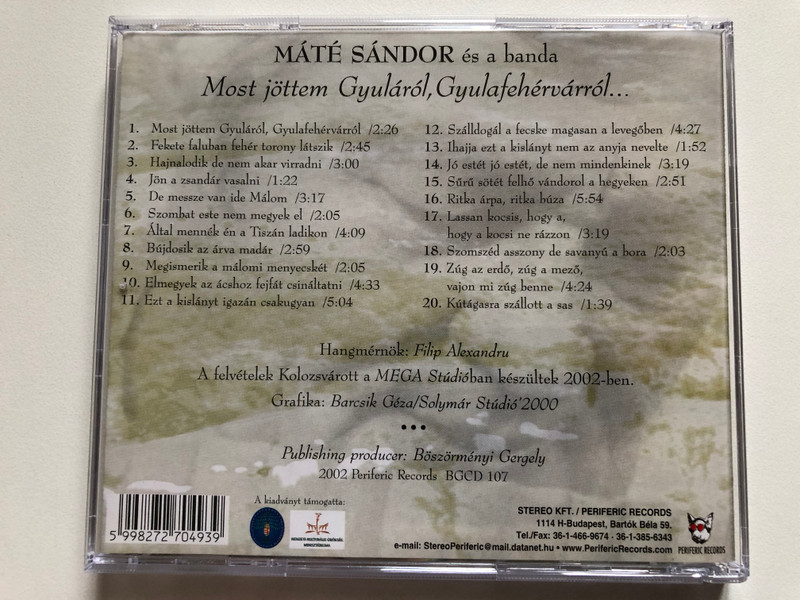 MÁTÉ SÁNDOR és a banda
Most jöttem Gyuláról, Gyulafehérvárról...
1. Most jöttem Gyuláról, Gyulafehérvárról /2:26
2. Fekete faluban fehér torony látszik /2:45
3. Hajnalodik de nem akar virradni /3:00
4. Jön a zsandár vasalni /1:22
5. De messze van ide Málom /3:17
6. Szombat este nem megyek el /2:05
7. Által mennék én a Tiszán ladikon /4:09
8. Bújdosik az árva madár /2:59
9. Megismerik a málomi menyecskét /2:05
10. Elmegyek az ácshoz fejfát csináltatni /4:33
11. Ezt a kislányt igazán csakugyan /5:04
12. Szálldogál a fecske magasan a levegőben /4:27
13. Ihajja ezt a kislányt nem az anyja nevelte /1:52
14. Jó estét jó estét, de nem mindenkinek /3:19
15. Sűrű sötét felhő vándorol a hegyeken /2:51
16. Ritka árpa, ritka búza /5:54
17. Lassan kocsis, hogy a,
hogy a kocsi ne rázzon /3:19
18. Szomszéd asszony de savanyú a bora /2:03
19. Zúg az erdő, zúg a mező,
vajon mi zúg benne /4:24
20. Kútágasra szállott a sas /1:39
Hangmérnök: Filip Alexandru
A felvételek Kolozsvárott a MEGA Stúdióban készültek 2002-ben.
Grafika: Barcsik Géza/Solymár Stúdió'2000
•••
Publishing producer: Böszörményi Gergely
2002 Periferic Records BGCD 107
A kiadványt támogatta:
5 998272 704939
STEREO KFT. / PERIFERIC RECORDS
1114 H-Budapest, Bartók Béla 59.
Tel./Fax: 36-1-466-9674 · 36-1-385-6343
e-mail: StereoPeriferic@mail.datanet.hu • www.PerifericRecords.com
PERIFERIC RECORDS